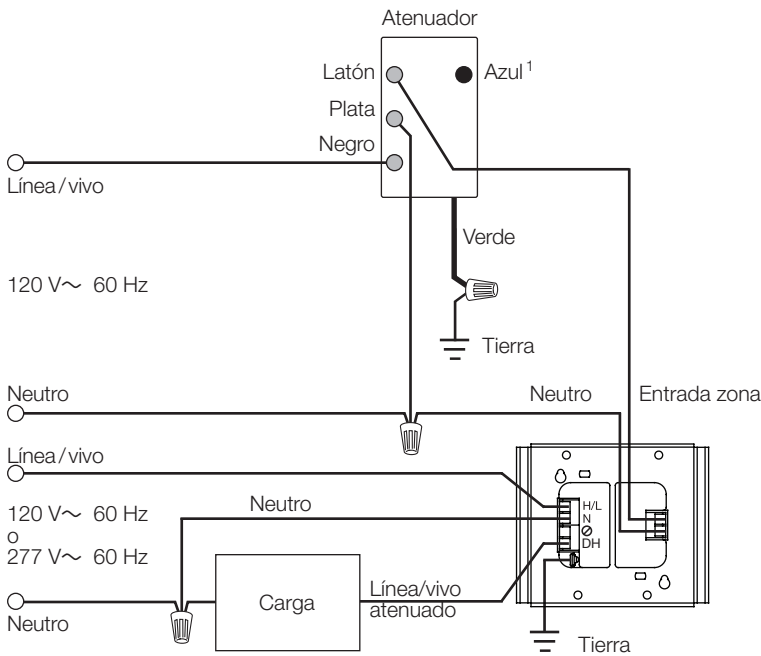 Atenuador
Latón
Azul 1
Plata
Negro
Línea/vivo
Verde
120 V~ 60 Hz
Tierra
Neutro
Neutro
Entrada zona
Línea/vivo
H/L
120 V~ 60 Hz
Neutro
N
o
277 V~ 60 Hz
DH
Carga
Línea/vivo
atenuado
Neutro
Tierra